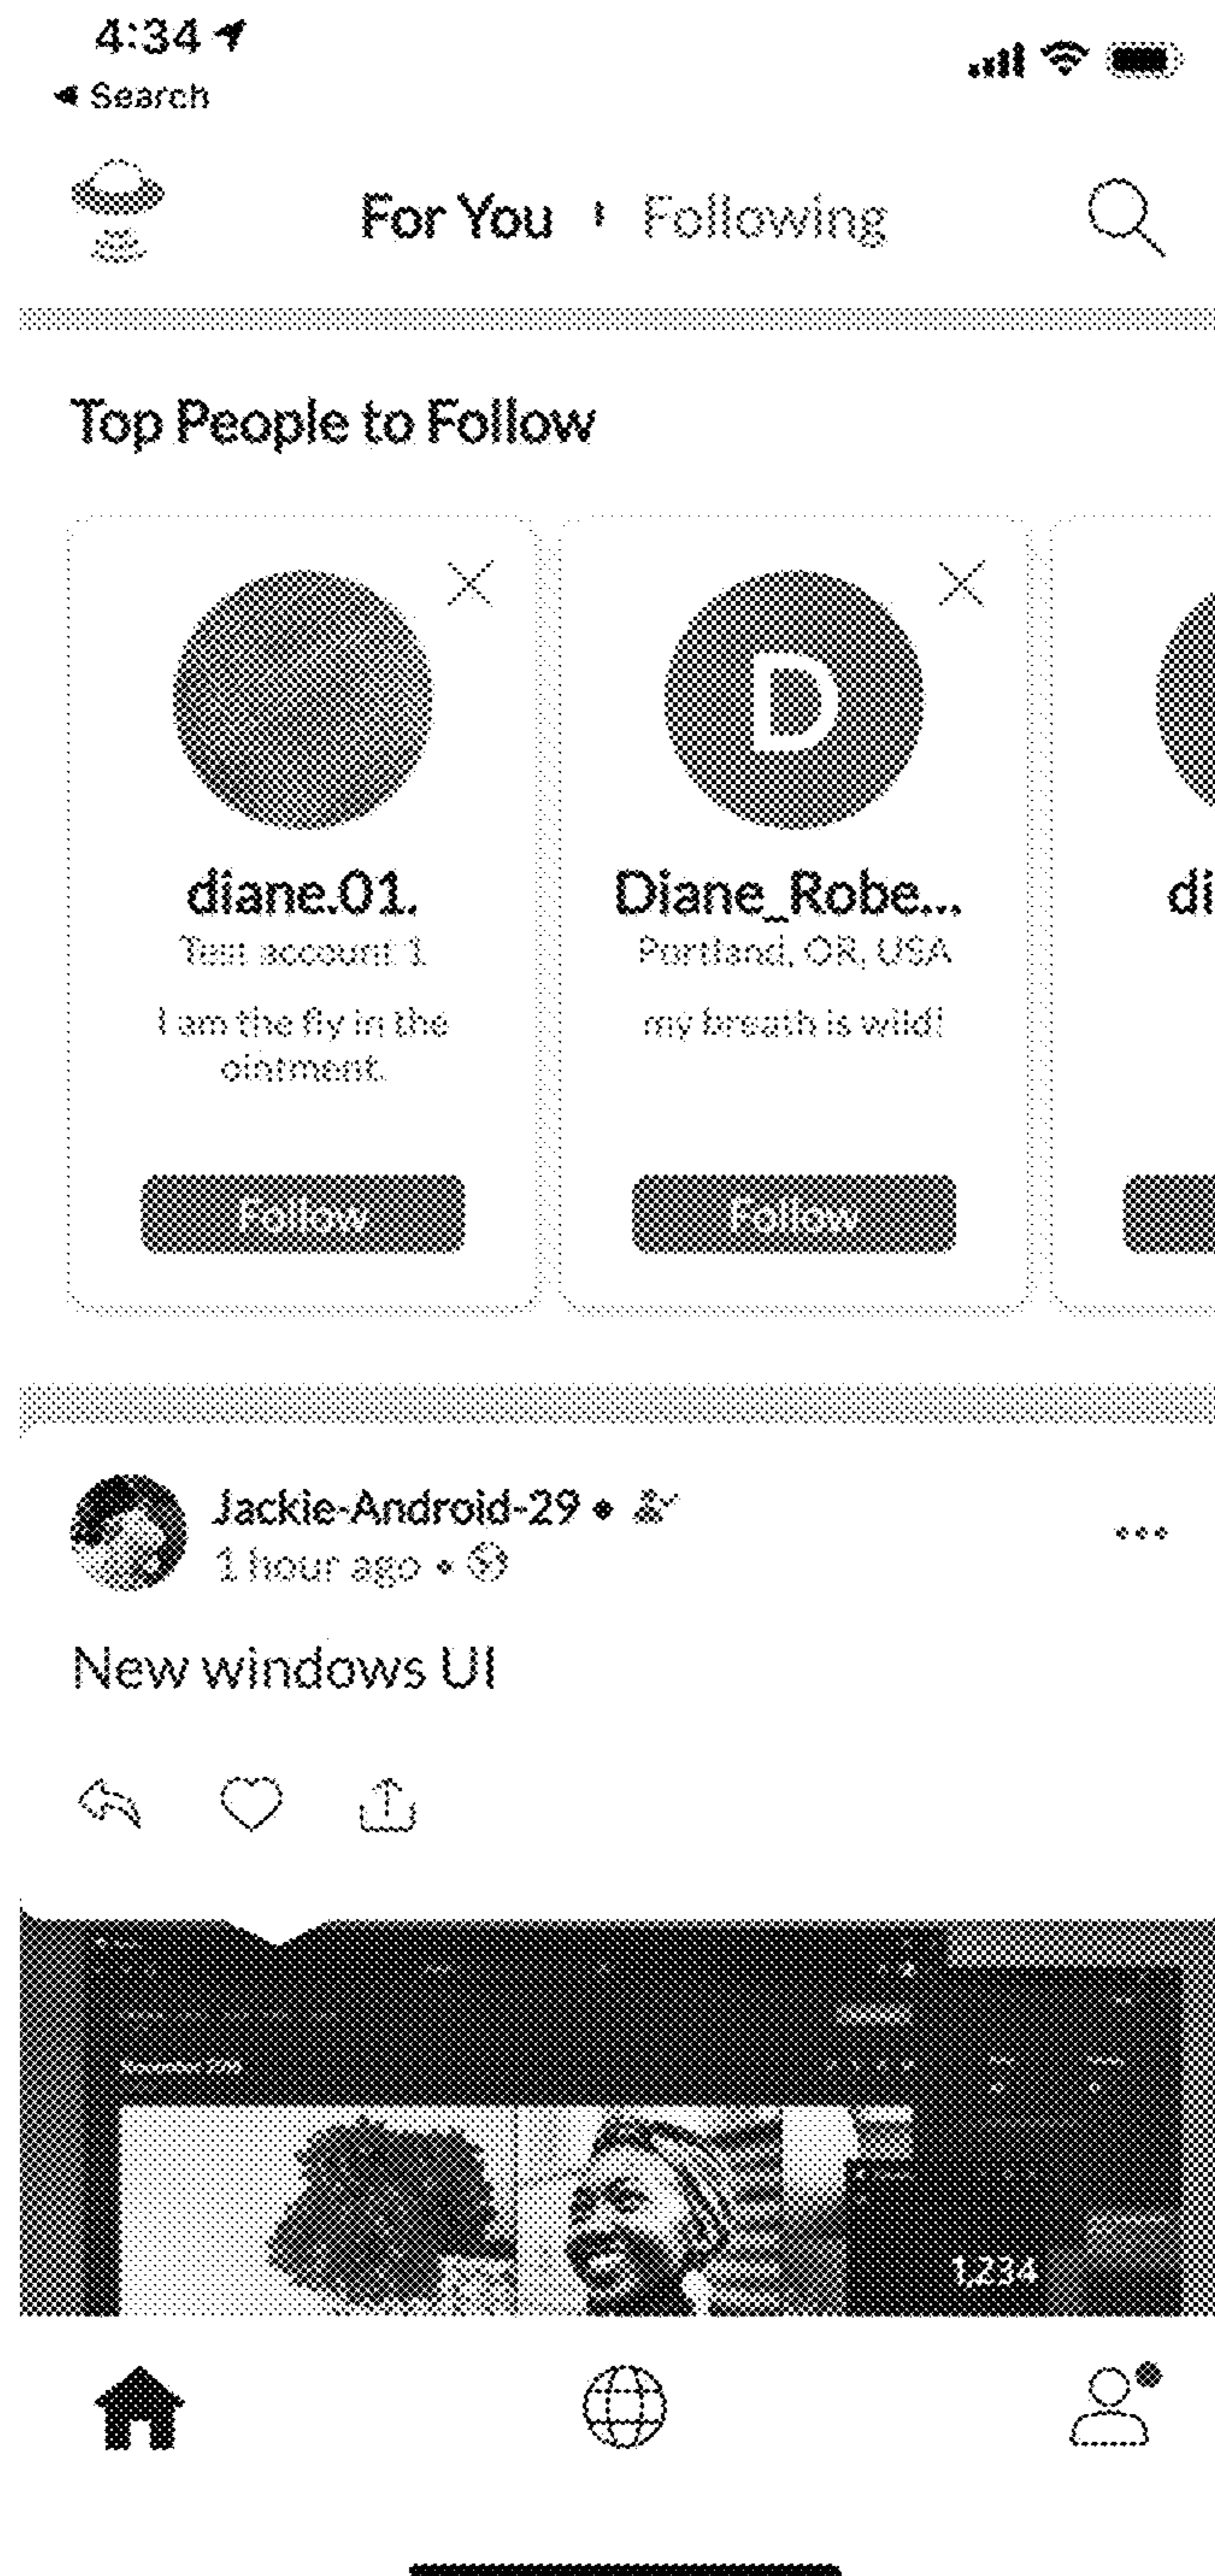 4:34
◀ Search
For You Following
Top People to Follow
D
diane.01.
Test account 1
I am the fly in the
ointment.
Follow
Diane_Robe...
Portland, OR, USA
my breath is wild!
Follow
di
Jackie-Android-29 •
1 hour ago •
New windows UI
1234